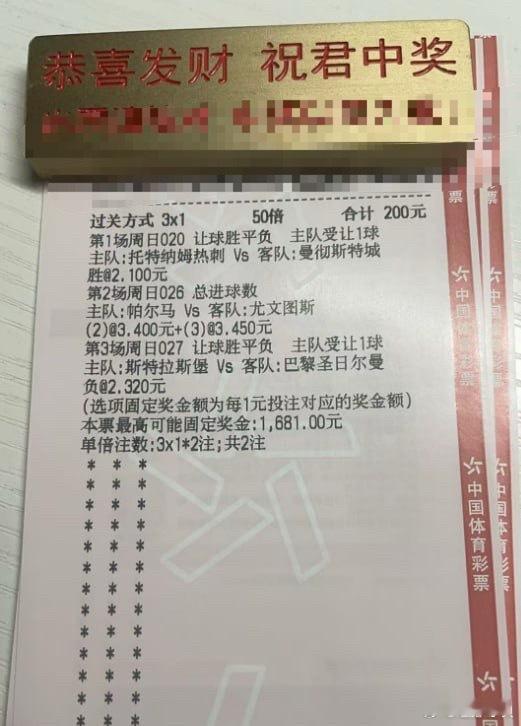 恭喜发财 祝君中奖
过关方式 3x1 50倍 合计 200元
第1场周日020 让球胜平负 主队受让1球
主队:托特纳姆热刺 Vs 客队:曼彻斯特城
胜@2.100元
第2场周日026 总进球数
主队:帕尔马 Vs 客队:尤文图斯
(2)@3.400元+(3)@3.450元
第3场周日027 让球胜平负 主队受让1球
主队:斯特拉斯堡 Vs 客队:巴黎圣日尔曼
负@2.320元
(选项固定奖金额为每1元投注对应的奖金额)
本票最高可能固定奖金:1,681.00元
单倍注数:3x1*2注;共2注
* * *
* * *
* * *
* * *
* * *
* * *
* * *
* * *
* * *
* * *
* * *
* * *
* * *
票
中国体育彩票
中国体育彩票
中国